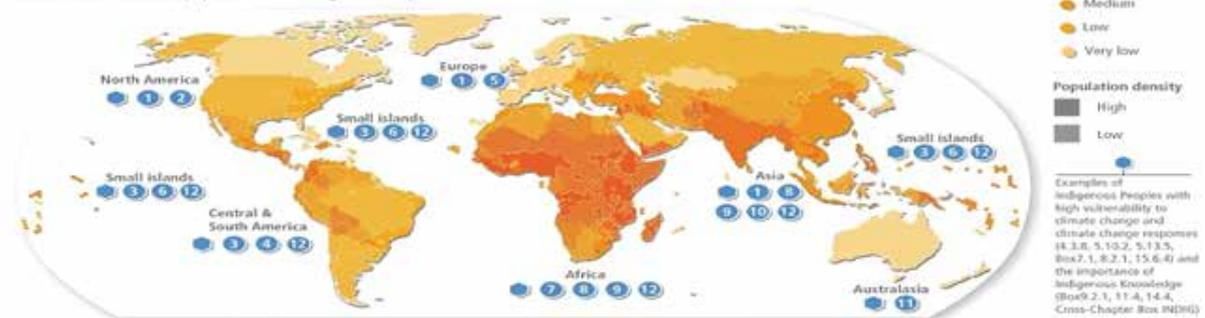 Medium
Low
Very low
North America
1 2
Europe
1 5
Small islands
3 6 12
Small islands
3 6 12
Central &
South America
3 4 12
Africa
7 8 9 12
Asia
1 8
9 10 12
Small islands
3 6 12
Australasia
11
Population density
High
Low
Examples of
Indigenous Peoples with
high vulnerability to
climate change and
climate change responses
(4.3.8, 5.10.2, 5.13.5,
Box7.1, 8.2.1, 15.6.4) and
the importance of
Indigenous Knowledge
(Box9.2.1, 11.4, 14.4,
Cross-Chapter Box INDIG)